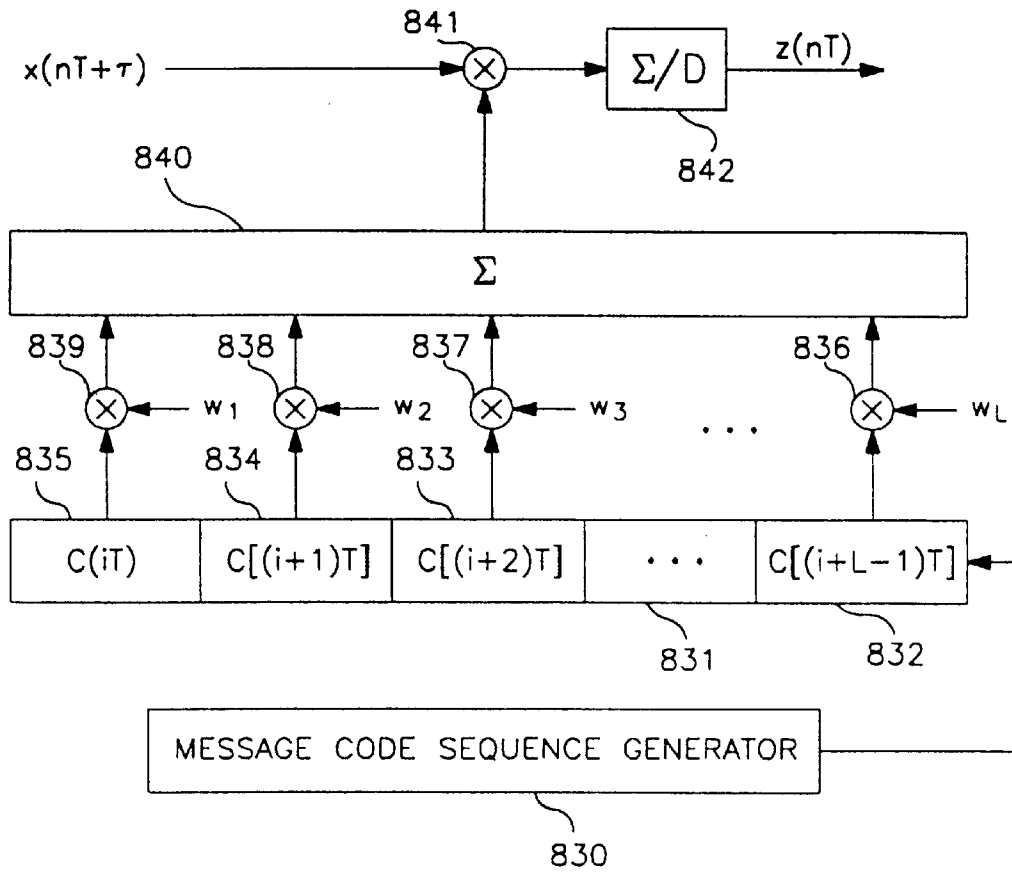 841
x(nT+τ)
×
Σ/D
z(nT)
840
842
Σ
839
838
837
836
×
w1
×
w2
×
w3
...
×
wL
835
834
833
C(iT)
C[(i+1)T]
C[(i+2)T]
...
C[(i+L-1)T]
831
832
MESSAGE CODE SEQUENCE GENERATOR
830